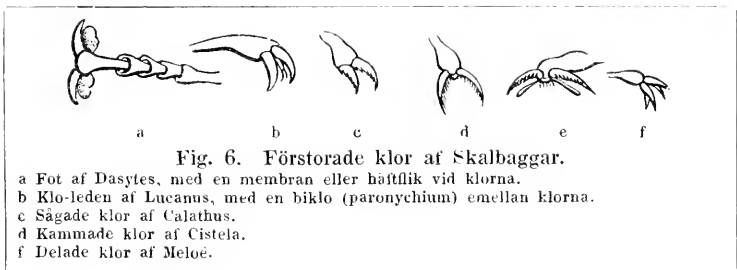 a b c d e f
Fig. 6. Förstorade klor af Skalbaggar.
a Fot af Dasytes, med en membran eller häftflik vid klorna.
b Klo-leden af Lucanus, med en biklo (paronychium) emellan klorna.
c Sågade klor af Calathus.
d Kammade klor af Cistela.
f Delade klor af Meloë.